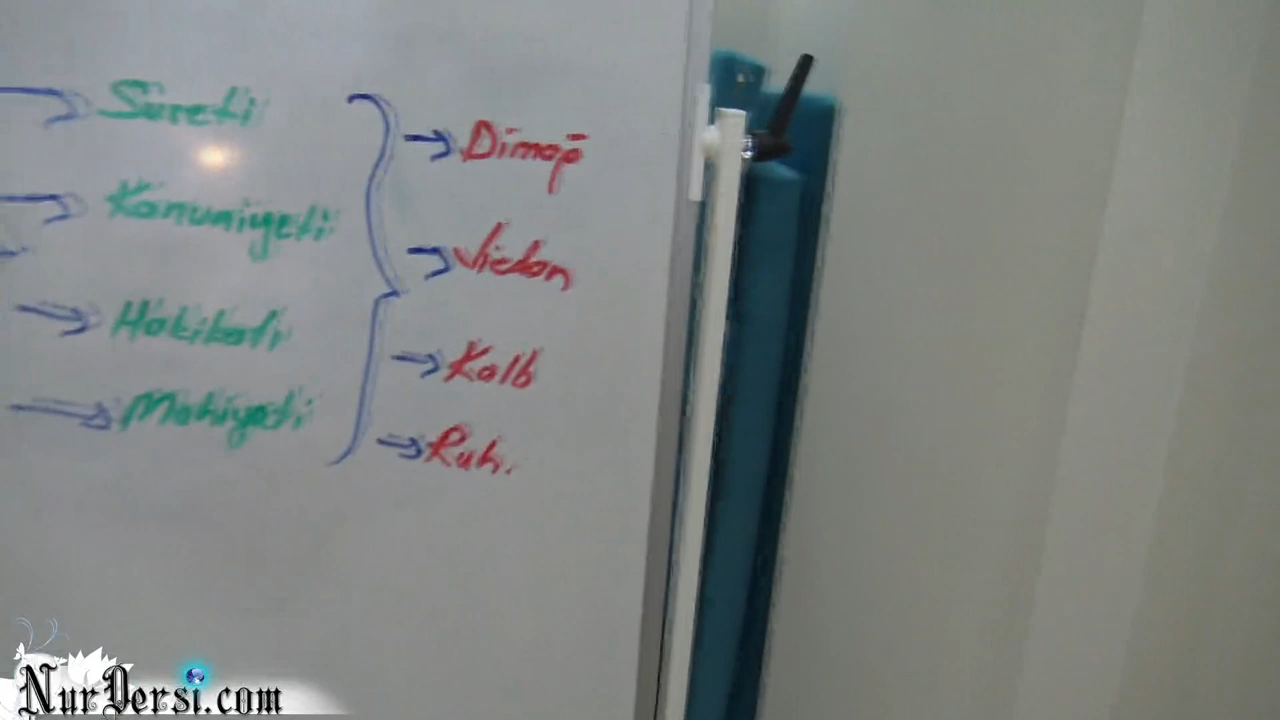 Sureti
Kanuniyeti
Hakikati
Mahiyeti
Dimağ
Vicdan
Kalb
Ruh.
NurDersi.com